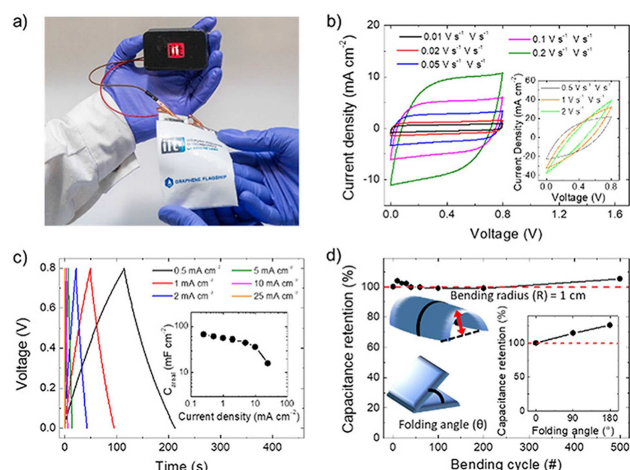 a)
iit
iit
GRAPHENE FLAGSHIP
b)
0.01 V s⁻¹ V s⁻¹
0.02 V s⁻¹ V s⁻¹
0.05 V s⁻¹ V s⁻¹
0.1 V s⁻¹ V s⁻¹
0.2 V s⁻¹ V s⁻¹
Current density (mA cm⁻²)
20
10
0
-10
0.0 0.4 0.8 1.2 1.6
Voltage (V)
0.5 V s⁻¹ V s⁻¹
1 V s⁻¹ V s⁻¹
2 V s⁻¹ V s⁻¹
Current Density (mA cm⁻²)
60
40
20
0
-20
-40
0.0 0.4 0.8
Voltage (V)
c)
0.5 mA cm⁻²
1 mA cm⁻²
2 mA cm⁻²
5 mA cm⁻²
10 mA cm⁻²
25 mA cm⁻²
Voltage (V)
0.8
0.6
0.4
0.2
0.0
0 100 200 300 400
Time (s)
C areal (mF cm⁻²)
100
10
0 10 20 30
Current density (mA cm⁻²)
d)
Capacitance retention (%)
120
100
80
60
40
20
0
0 100 200 300 400 500
Bending cycle (#)
Bending radius (R) = 1 cm
Folding angle (θ)
Capacitance retention (%)
125
100
75
50
25
0
0 90 180
Folding angle (°)